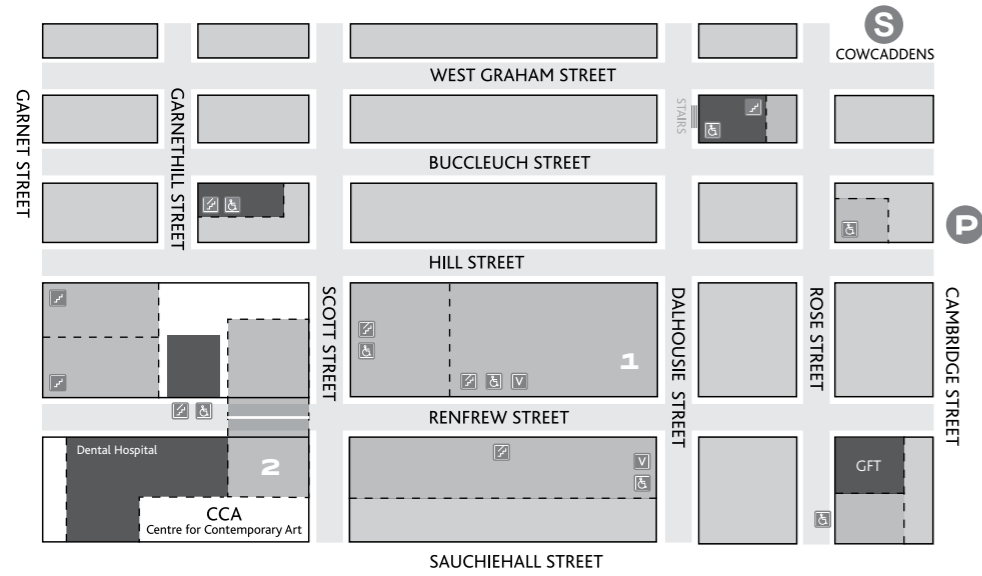 S
COWCADDENS
WEST GRAHAM STREET
GARNET STREET
GARNETHILL STREET
STAIRS
BUCCLEUCH STREET
P
HILL STREET
SCOTT STREET
DALHOUSIE STREET
ROSE STREET
CAMBRIDGE STREET
1
V
RENFREW STREET
Dental Hospital
2
V
GFT
CCA
Centre for Contemporary Art
SAUCHIEHALL STREET